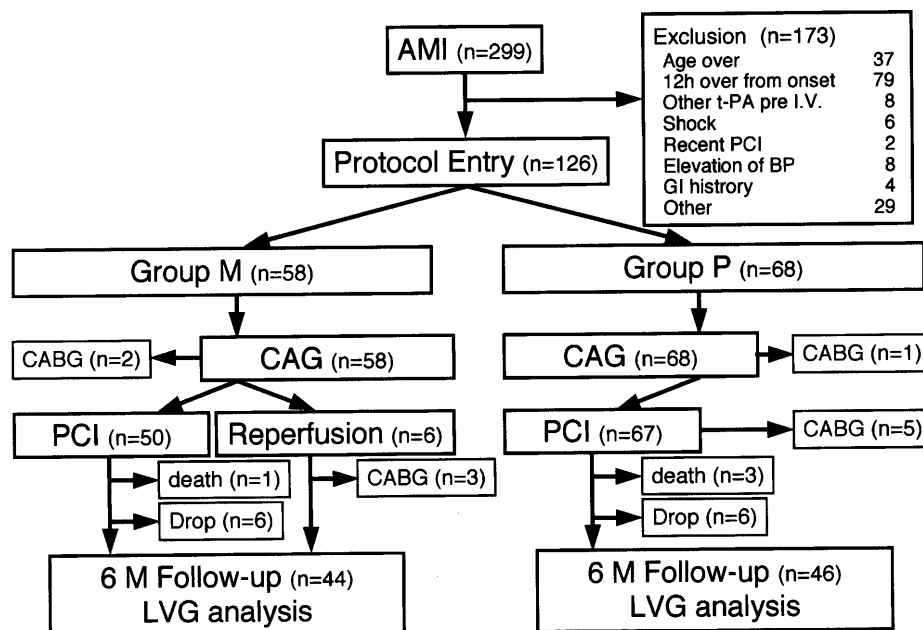 AMI (n=299)
Exclusion (n=173)
Age over 37
12h over from onset 79
Other t-PA pre I.V. 8
Shock 6
Recent PCI 2
Elevation of BP 8
GI histrory 4
Other 29
Protocol Entry (n=126)
Group M (n=58)
Group P (n=68)
CABG (n=2)
CAG (n=58)
CAG (n=68)
CABG (n=1)
PCI (n=50)
Reperfusion (n=6)
PCI (n=67)
CABG (n=5)
death (n=1)
CABG (n=3)
death (n=3)
Drop (n=6)
Drop (n=6)
6 M Follow-up (n=44)
LVG analysis
6 M Follow-up (n=46)
LVG analysis